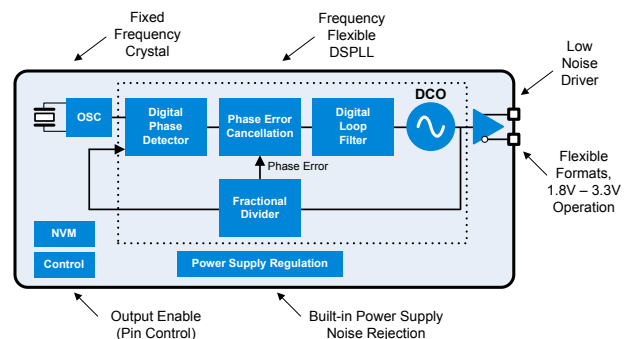 Fixed
Frequency
Crystal
Frequency
Flexible
DSPLL
Low
Noise
Driver
OSC
Digital
Phase
Detector
Phase Error
Cancellation
Digital
Loop
Filter
DCO
Phase Error
Fractional
Divider
Flexible
Formats,
1.8V – 3.3V
Operation
NVM
Control
Power Supply Regulation
Output Enable
(Pin Control)
Built-in Power Supply
Noise Rejection